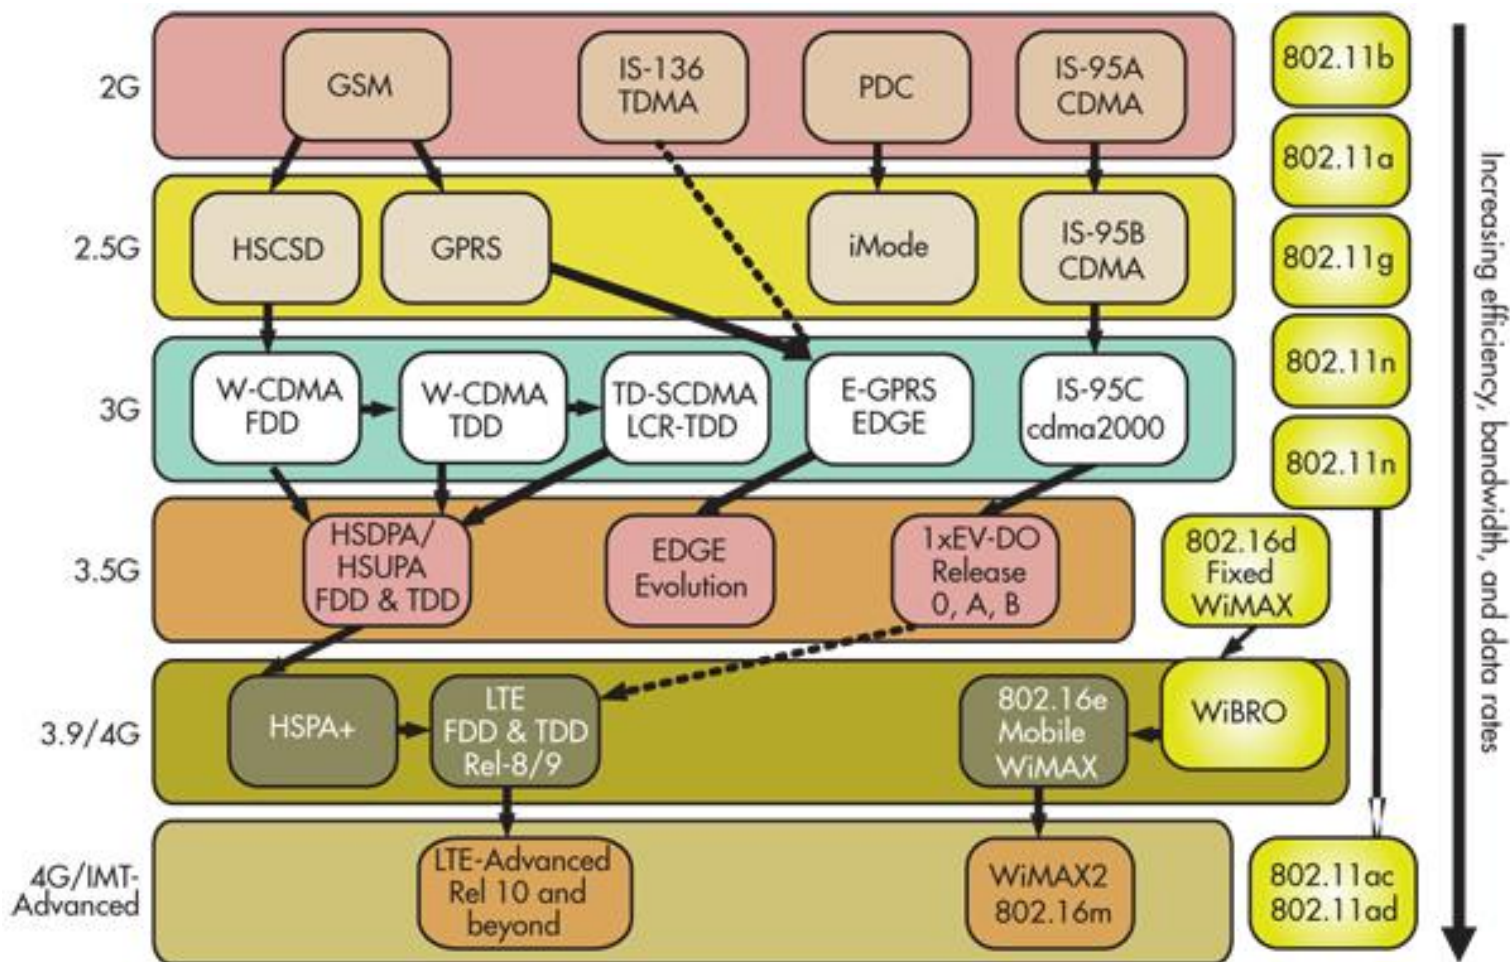 2G
GSM
IS-136
TDMA
PDC
IS-95A
CDMA
802.11b
802.11a
2.5G
HSCSD
GPRS
iMode
IS-95B
CDMA
802.11g
802.11n
3G
W-CDMA
FDD
W-CDMA
TDD
TD-SCDMA
LCR-TDD
E-GPRS
EDGE
IS-95C
cdma2000
802.11n
3.5G
HSDPA/
HSUPA
FDD & TDD
EDGE
Evolution
1xEV-DO
Release
0, A, B
802.16d
Fixed
WiMAX
3.9/4G
HSPA+
LTE
FDD & TDD
Rel-8/9
802.16e
Mobile
WiMAX
WiBRO
4G/IMT-
Advanced
LTE-Advanced
Rel 10 and
beyond
WiMAX2
802.16m
802.11ac
802.11ad
Increasing efficiency, bandwidth, and data rates